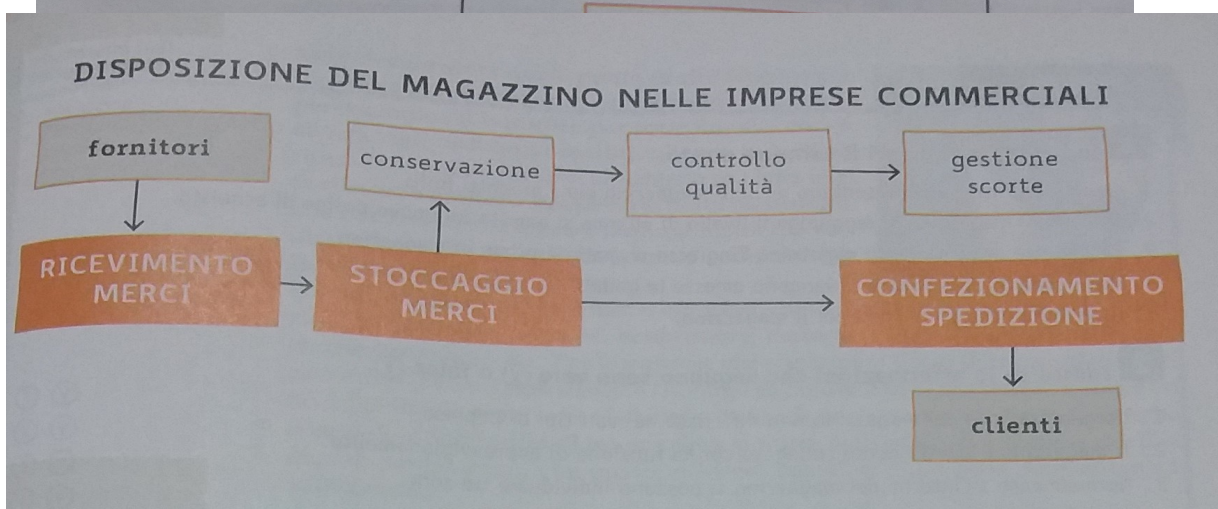 DISPOSIZIONE DEL MAGAZZINO NELLE IMPRESE COMMERCIALI
fornitori
conservazione
controllo
qualità
gestione
scorte
RICEVIMENTO
MERCI
STOCCAGGIO
MERCI
CONFEZIONAMENTO
SPEDIZIONE
clienti